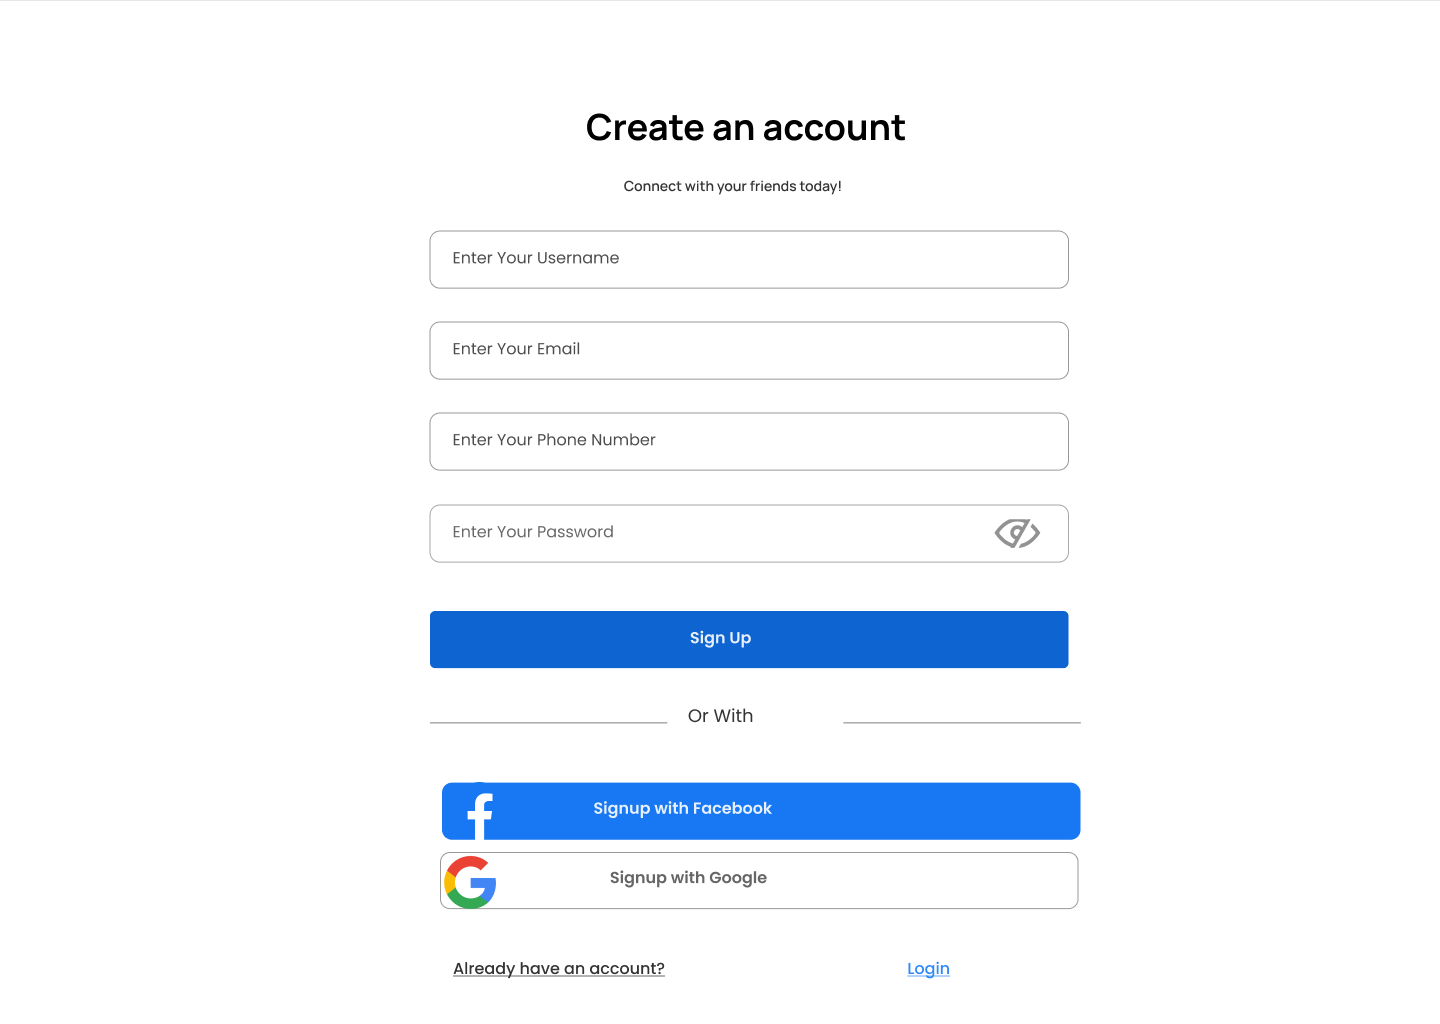 Create an account
Connect with your friends today!
Enter Your Username
Enter Your Email
Enter Your Phone Number
Enter Your Password
Sign Up
Or With
Signup with Facebook
Signup with Google
Already have an account? Login